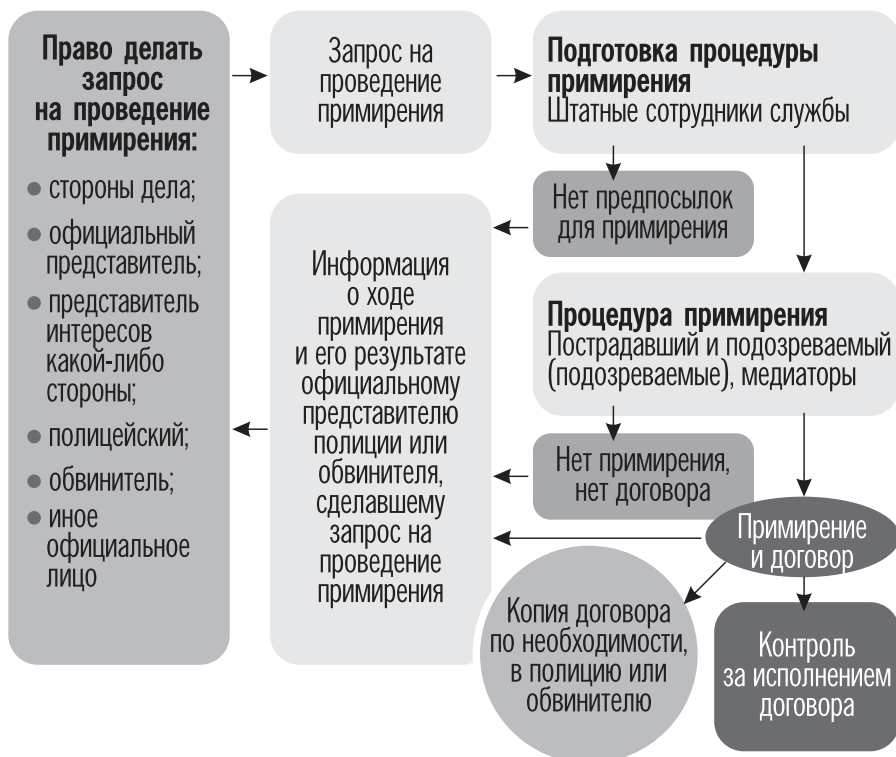 Право делать
запрос
на проведение
примирения:
стороны дела;
официальный
представитель;
представитель
интересов
какой-либо
стороны;
полицейский;
обвинитель;
иное
официальное
лицо
Запрос на
проведение
примирения
Подготовка процедуры
примирения
Штатные сотрудники службы
Нет предпосылок
для примирения
Информация
о ходе
примирения
и его результате
официальному
представителю
полиции или
обвинителя,
сделавшему
запрос на
проведение
примирения
Процедура примирения
Пострадавший и подозреваемый
(подозреваемые), медиаторы
Нет примирения,
нет договора
Примирение
и договор
Копия договора
по необходимости,
в полицию или
обвинителю
Контроль
за исполнением
договора